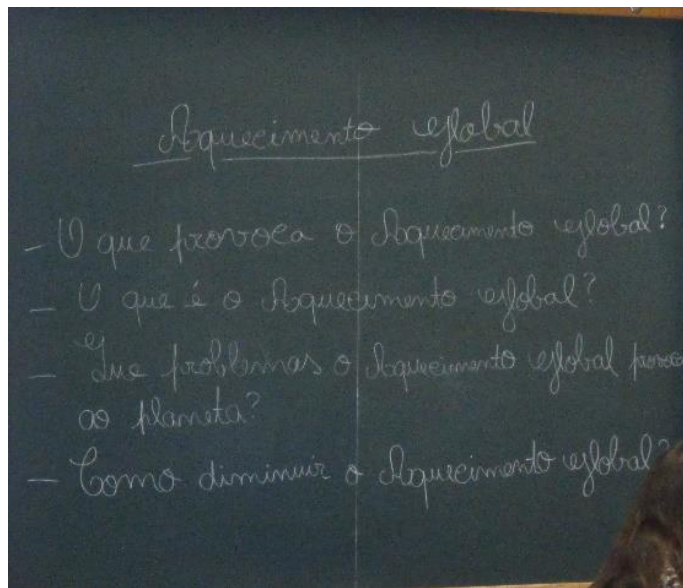 Aquecimento Global
- O que provoca o Aquecimento Global?
- O que é o Aquecimento Global?
- Que problemas o Aquecimento Global provoca
ao planeta?
- Como diminuir o Aquecimento Global?